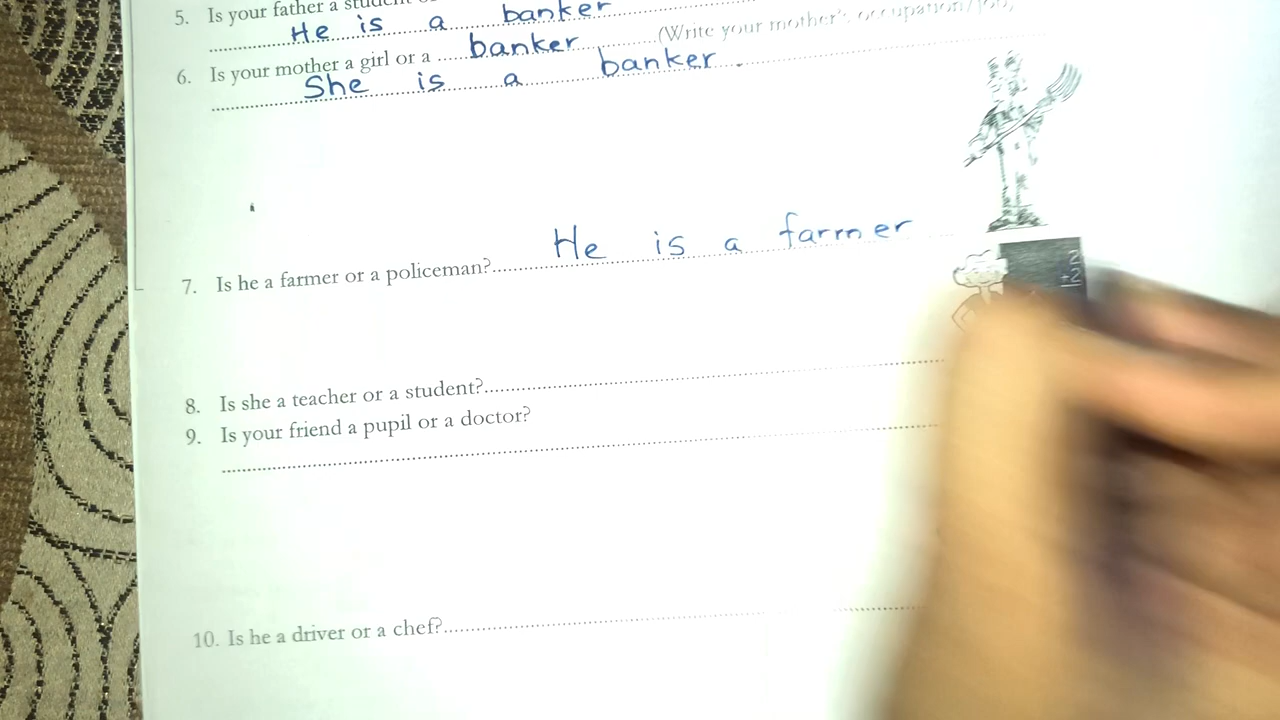 5. Is your father a student
He is a banker
6. Is your mother a girl or a banker (Write your mother's occupation/job,
She is a banker.
7. Is he a farmer or a policeman? He is a farmer
2
+2
8. Is she a teacher or a student?
9. Is your friend a pupil or a doctor?
10. Is he a driver or a chef?